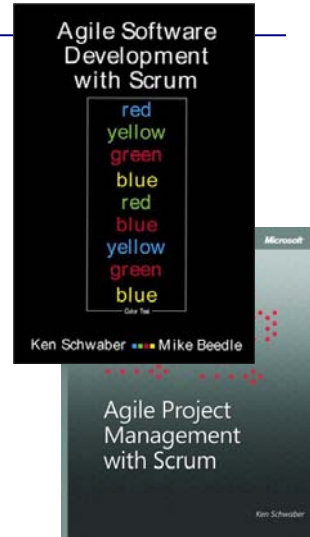 Agile Software
Development
with Scrum
red
yellow
green
blue
red
blue
yellow
green
blue
Color Test
Ken Schwaber Mike Beedle
Microsoft
Agile Project
Management
with Scrum
Ken Schwaber